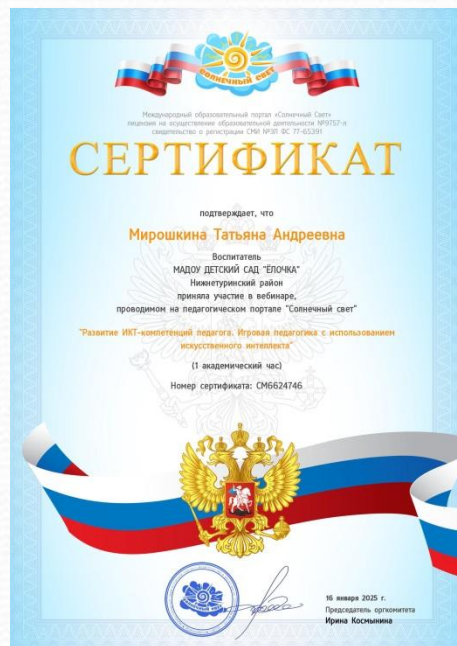 СОЛНЕЧНЫЙ СВЕТ
Международный образовательный портал «Солнечный Свет»
лицензия на осуществление образовательной деятельности №9757-л
свидетельство о регистрации СМИ №ЭЛ ФС 77-65391
СЕРТИФИКАТ
подтверждает, что
Мирошкина Татьяна Андреевна
Воспитатель
МАДОУ ДЕТСКИЙ САД "ЁЛОЧКА"
Нижнетуринский район
приняла участие в вебинаре,
проводимом на педагогическом портале "Солнечный свет"
"Развитие ИКТ-компетенций педагога. Игровая педагогика с использованием
искусственного интеллекта"
(1 академический час)
Номер сертификата: СМ6624746
16 января 2025 г.
Председатель оргкомитета
Ирина Космынина